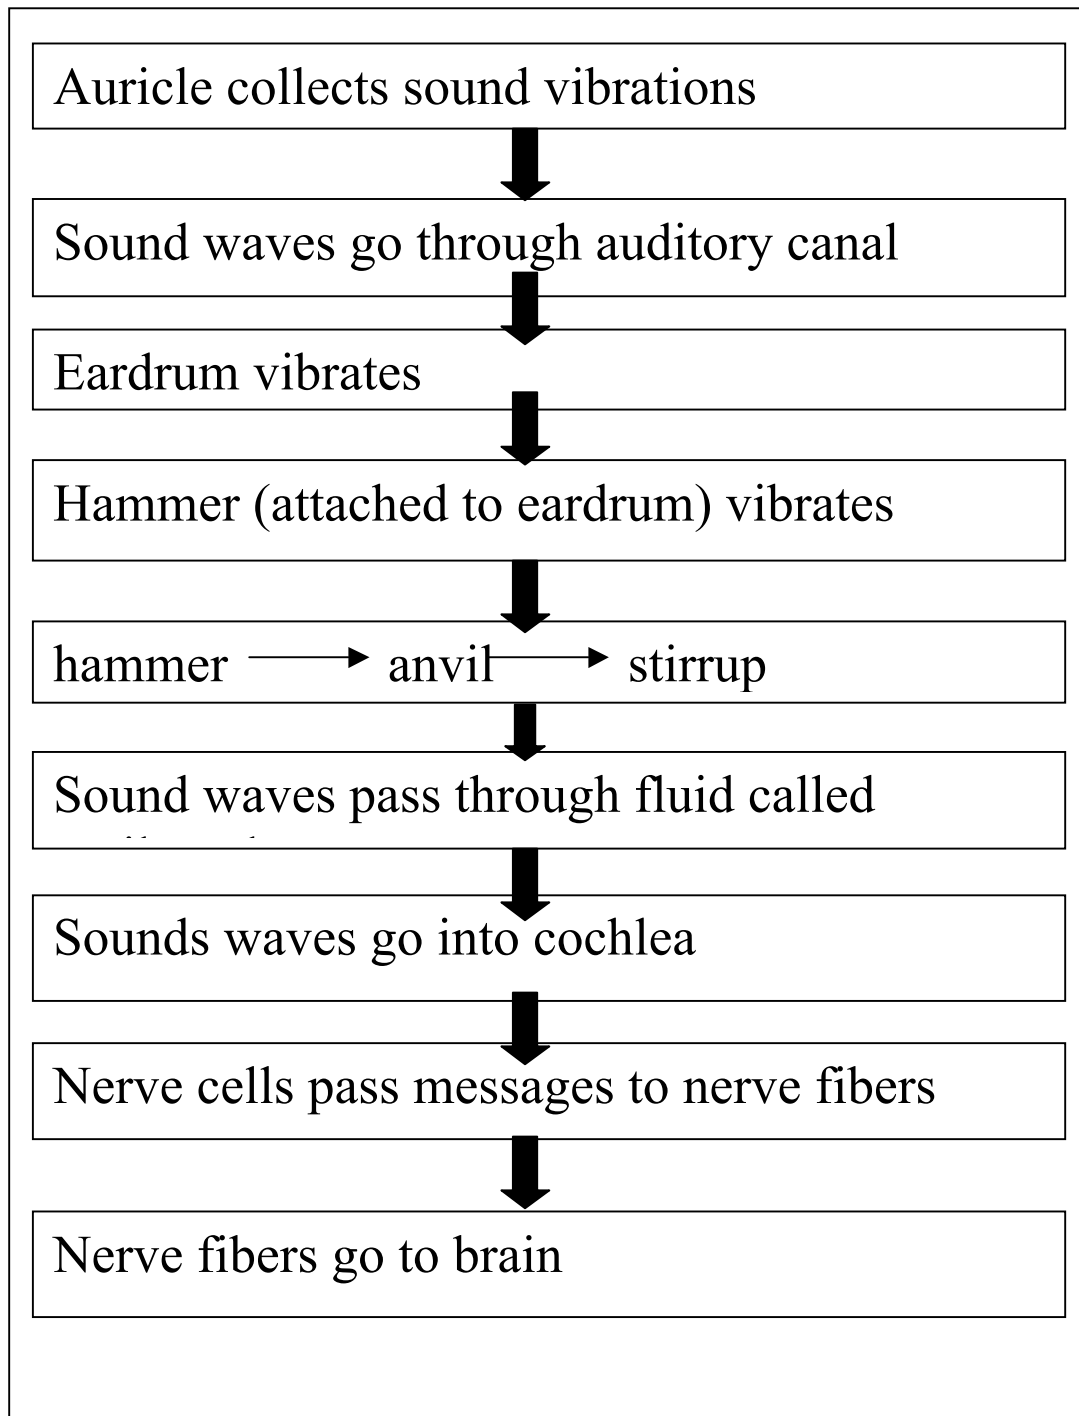 Auricle collects sound vibrations
Sound waves go through auditory canal
Eardrum vibrates
Hammer (attached to eardrum) vibrates
hammer anvil stirrup
Sound waves pass through fluid called
Sounds waves go into cochlea
Nerve cells pass messages to nerve fibers
Nerve fibers go to brain